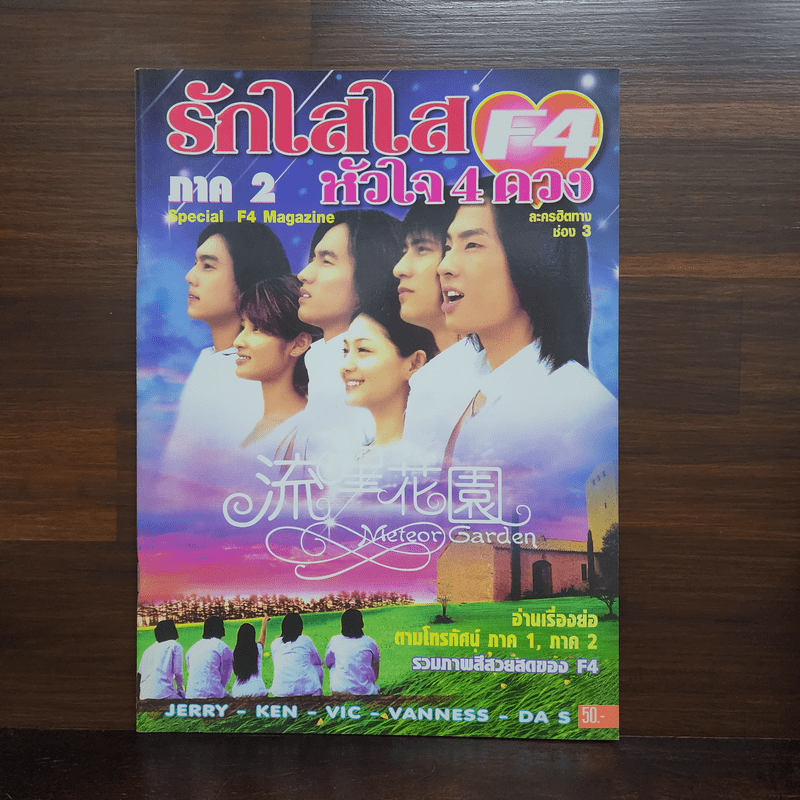 รักใสใส F4
หัวใจ 4 ดวง
ภาค 2
Special F4 Magazine
ละครฮิตทาง
ช่อง 3
流星花園
Meteor Garden
อ่านเรื่องย่อ
ตามโทรทัศน์ ภาค 1, ภาค 2
รวมภาพสีสวยสดของ F4
JERRY - KEN - VIC - VANNESS - DA S
50.-